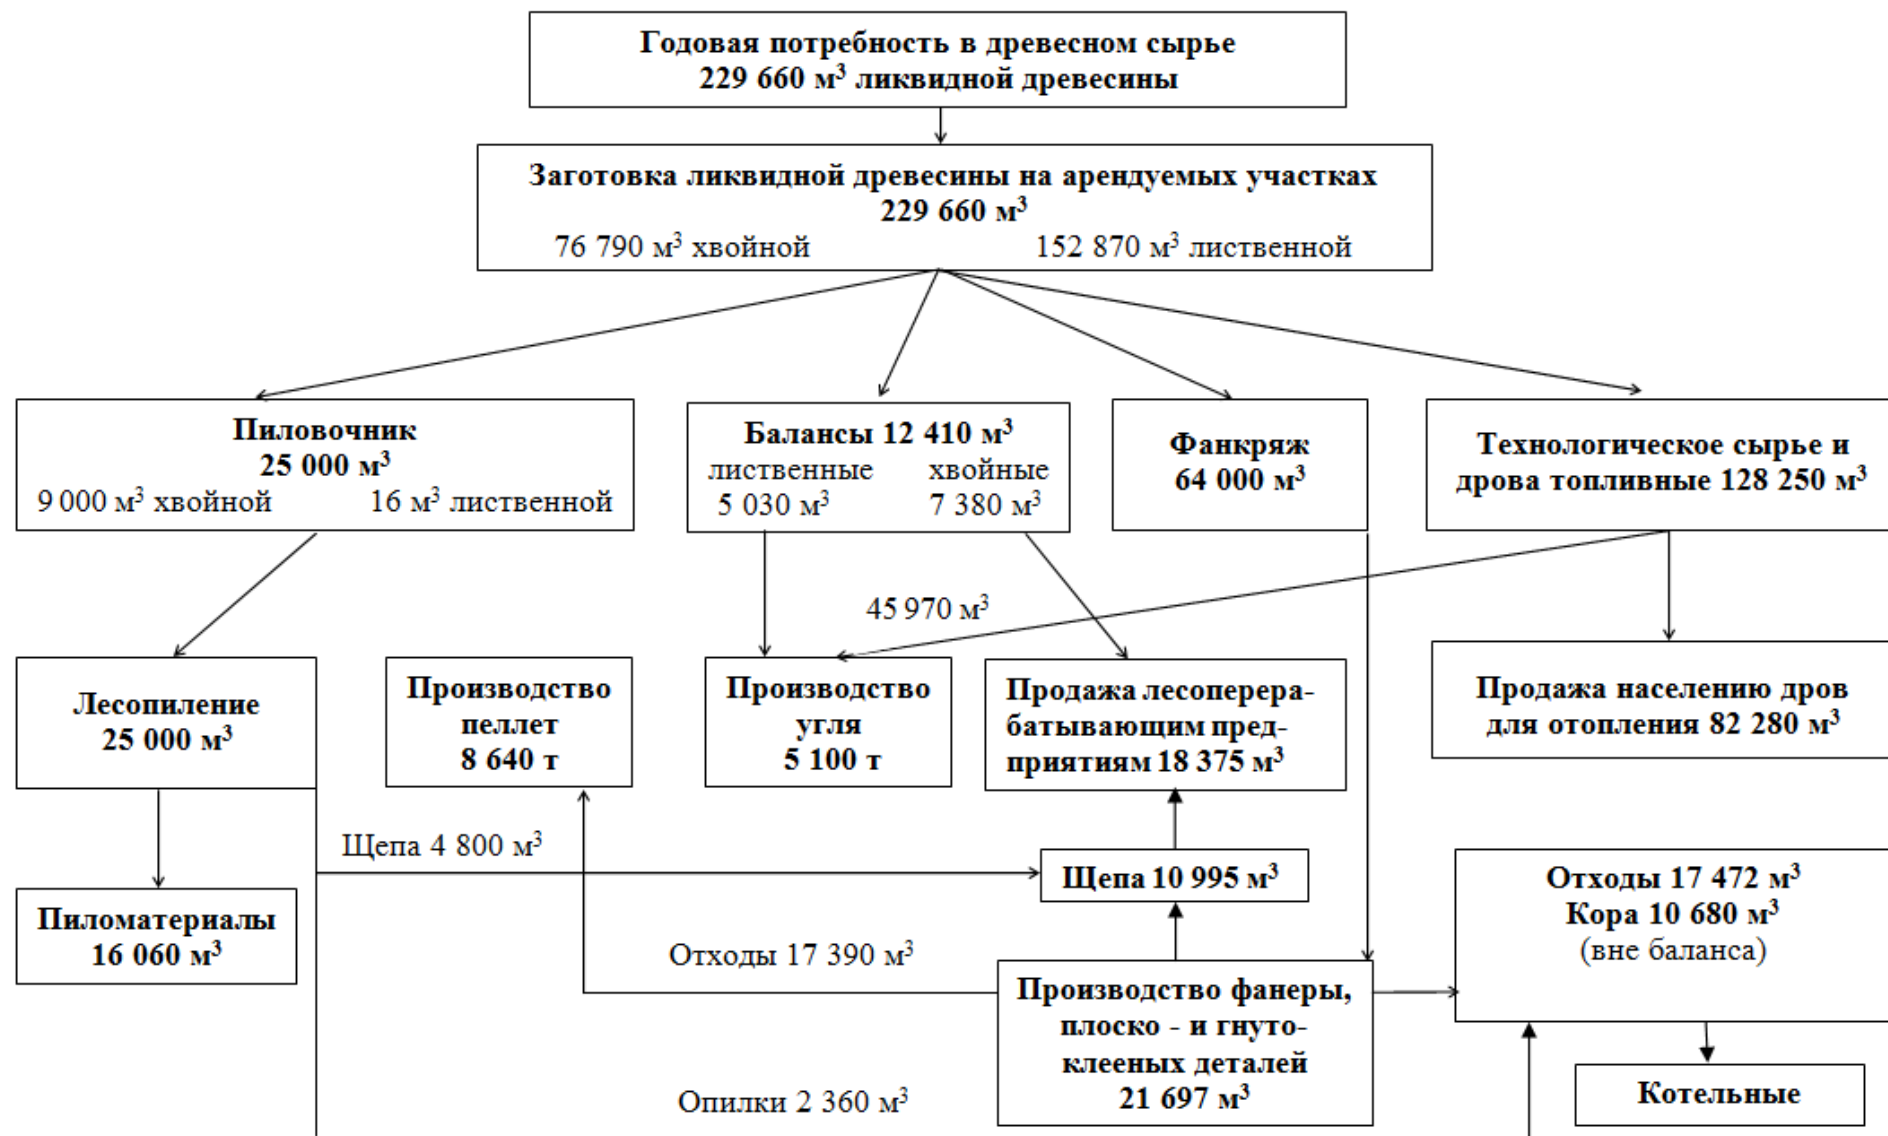 Годовая потребность в древесном сырье
229 660 м³ ликвидной древесины
Заготовка ликвидной древесины на арендуемых участках
229 660 м³
76 790 м³ хвойной 152 870 м³ лиственной
Пиловочник
25 000 м³
9 000 м³ хвойной 16 м³ лиственной
Балансы 12 410 м³
лиственные хвойные
5 030 м³ 7 380 м³
Фанкряж
64 000 м³
Технологическое сырье и
дрова топливные 128 250 м³
45 970 м³
Лесопиление
25 000 м³
Производство
пеллет
8 640 т
Производство
угля
5 100 т
Продажа лесоперера-
батывающим пред-
приятиям 18 375 м³
Продажа населению дров
для отопления 82 280 м³
Щепа 4 800 м³
Щепа 10 995 м³
Отходы 17 472 м³
Кора 10 680 м³
(вне баланса)
Пиломатериалы
16 060 м³
Отходы 17 390 м³
Производство фанеры,
плоско - и гнуто-
клееных деталей
21 697 м³
Котельные
Опилки 2 360 м³